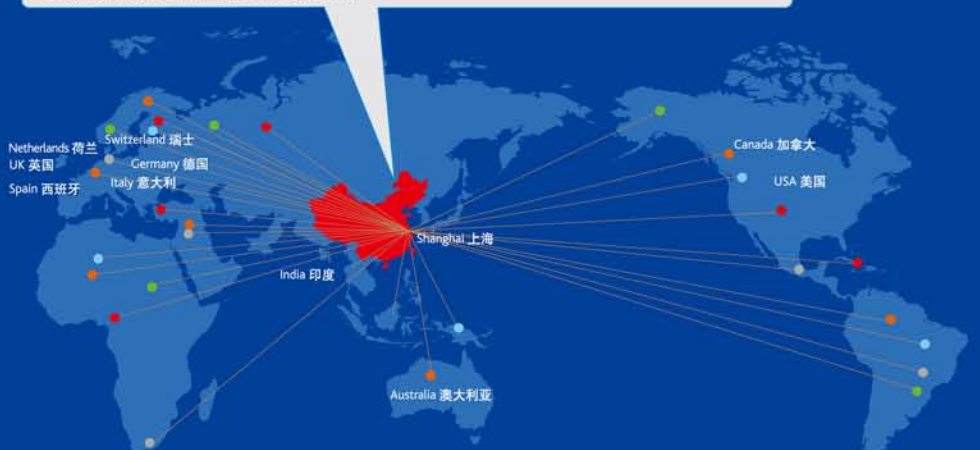 Switzerland 瑞士
Netherlands 荷兰
UK 英国
Germany 德国
Spain 西班牙
Italy 意大利
Canada 加拿大
USA 美国
Shanghai 上海
India 印度
Australia 澳大利亚